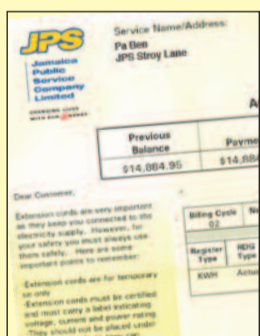 JPS
Jamaica
Public
Service
Company
Limited
Service Name/Address:
Pa Ben
JPS Stroy Lane
A
Previous
Balance
Payme
$14,884.95
$14,884
Dear Customer,
Extension cords are very important
as they keep you connected to the
electricity supply. However, for
your safety you must always use
them safely. Here are some
important points to remember:
-Extension cords are for temporary
use only
-Extension cords must be certified
and must carry a label indicating
voltage, current and power rating
-They should not be placed under
Billing Cycle
02
Register
Type
RDG
Type
KWH
Actua